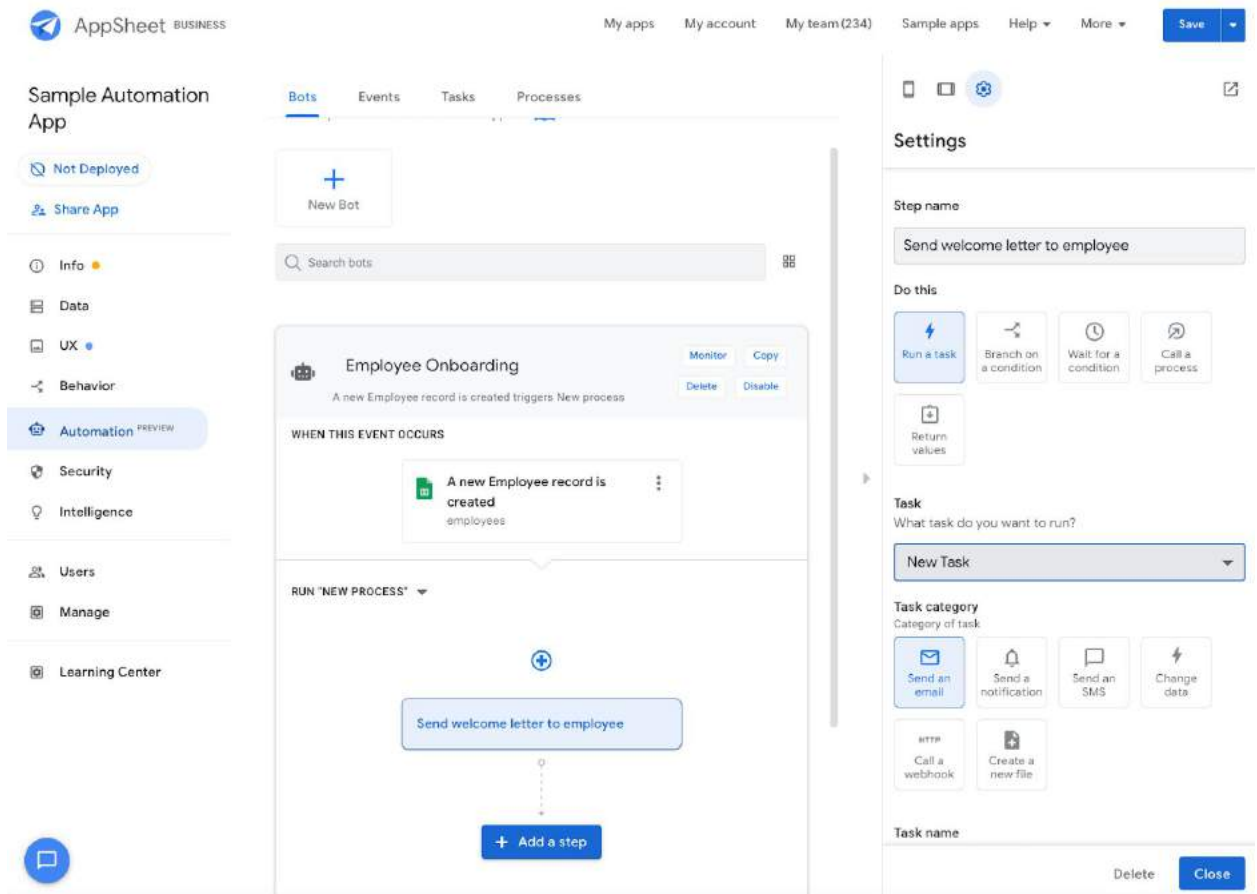 AppSheet BUSINESS
My apps My account My team (234) Sample apps Help More Save
Sample Automation
App
Not Deployed
Share App
Info
Data
UX
Behavior
Automation PREVIEW
Security
Intelligence
Users
Manage
Learning Center
Bots Events Tasks Processes
New Bot
Search bots
Employee Onboarding
A new Employee record is created triggers New process
Monitor Copy
Delete Disable
WHEN THIS EVENT OCCURS
A new Employee record is
created
employees
RUN "NEW PROCESS"
Send welcome letter to employee
+ Add a step
Settings
Step name
Send welcome letter to employee
Do this
Run a task
Branch on
a condition
Wait for a
condition
Call a
process
Return
values
Task
What task do you want to run?
New Task
Task category
Category of task
Send an
email
Send a
notification
Send an
SMS
Change
data
HTTP
Call a
webhook
Create a
new file
Task name
Delete Close